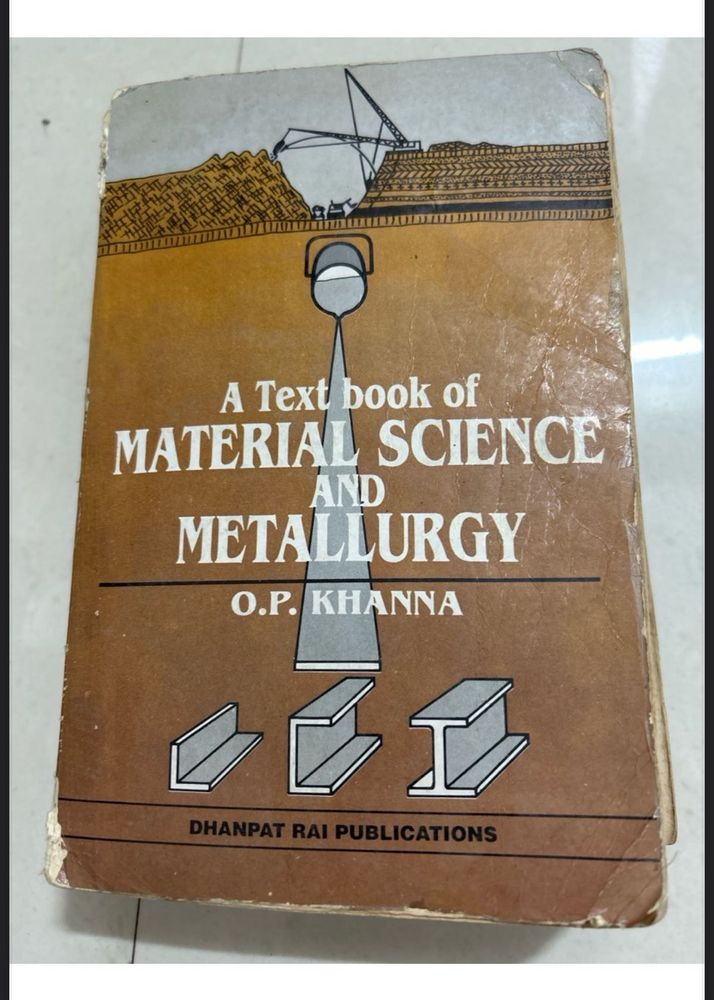 A Text book of
MATERIAL SCIENCE
AND
METALLURGY
O.P. KHANNA
DHANPAT RAI PUBLICATIONS